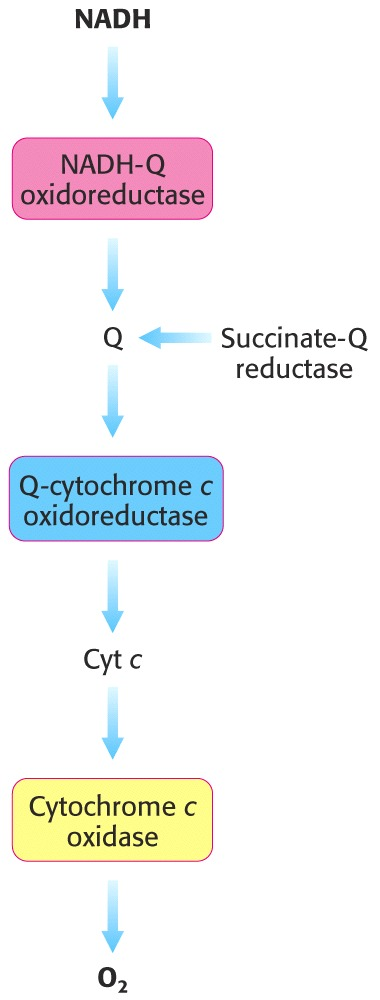 NADH
NADH-Q
oxidoreductase
Q
Succinate-Q
reductase
Q-cytochrome c
oxidoreductase
Cyt c
Cytochrome c
oxidase
O₂